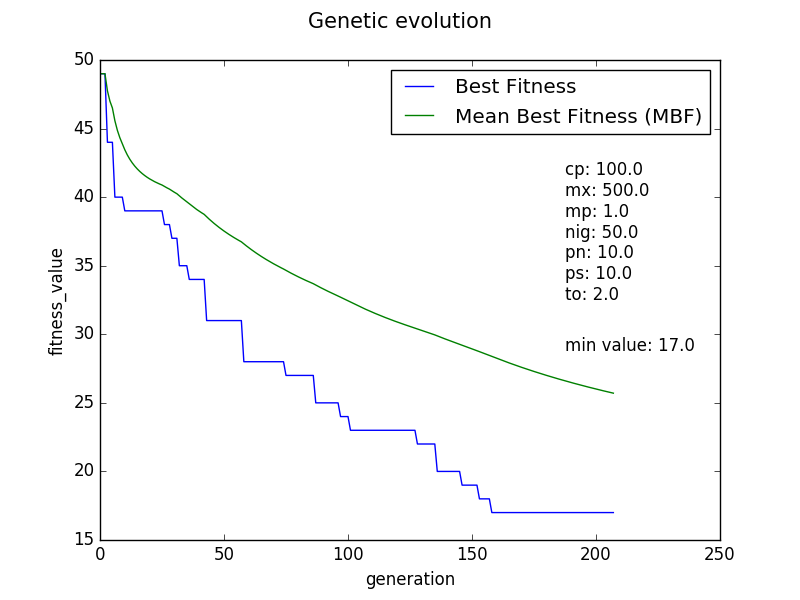 Genetic evolution
50
45
40
35
30
25
20
15
fitness_value
Best Fitness
Mean Best Fitness (MBF)
cp: 100.0
mx: 500.0
mp: 1.0
nig: 50.0
pn: 10.0
ps: 10.0
to: 2.0
min value: 17.0
0 50 100 150 200 250
generation